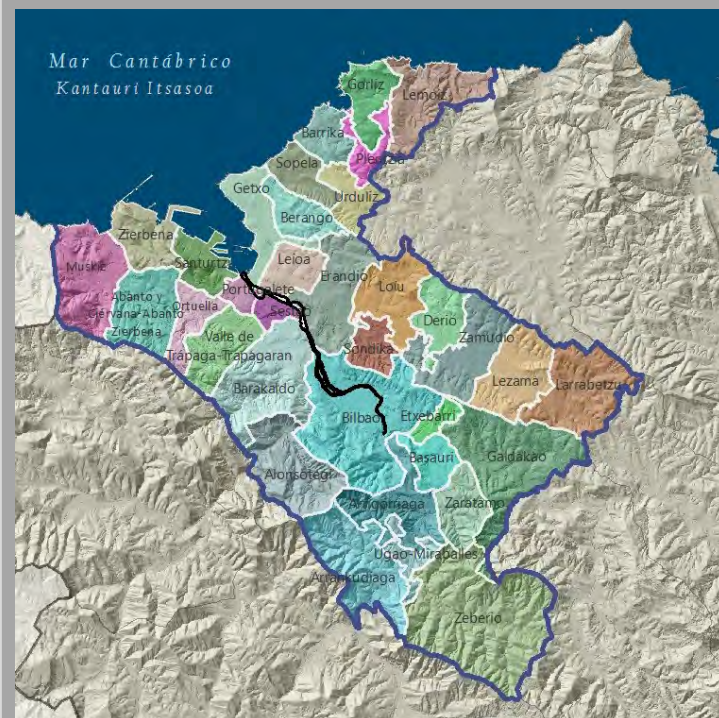 Mar Cantábrico
Kantauri Itsasoa
Gorliz
Lemoiz
Barrika
Plentzia
Sopela
Getxo
Urduliz
Berango
Zierbena
Santurtzi
Leioa
Erandio
Muskiz
Loiu
Abanto y
Ciérvana-Abanto
Zierbena
Ortuella
Portugalete
Sestao
Derio
Zamudio
Valle de
Trápaga-Trapagaran
Sondika
Lezama
Larrabetzu
Barakaldo
Bilbao
Etxebarri
Galdakao
Basauri
Alonsotegi
Arrigorriaga
Zaratamo
Ugao-Miraballes
Arrankudiaga
Zeberio